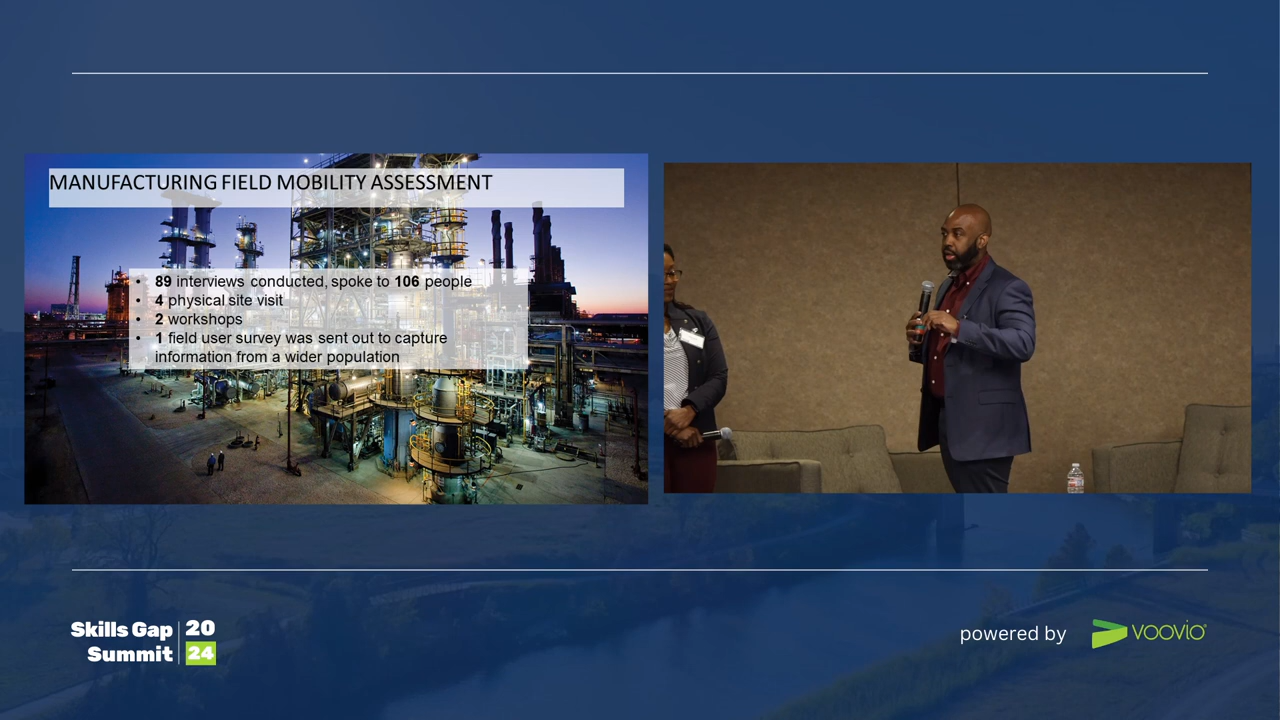 MANUFACTURING FIELD MOBILITY ASSESSMENT
• 89 interviews conducted, spoke to 106 people
• 4 physical site visit
• 2 workshops
• 1 field user survey was sent out to capture
information from a wider population
Skills Gap 20
Summit 24
powered by VOOVIO